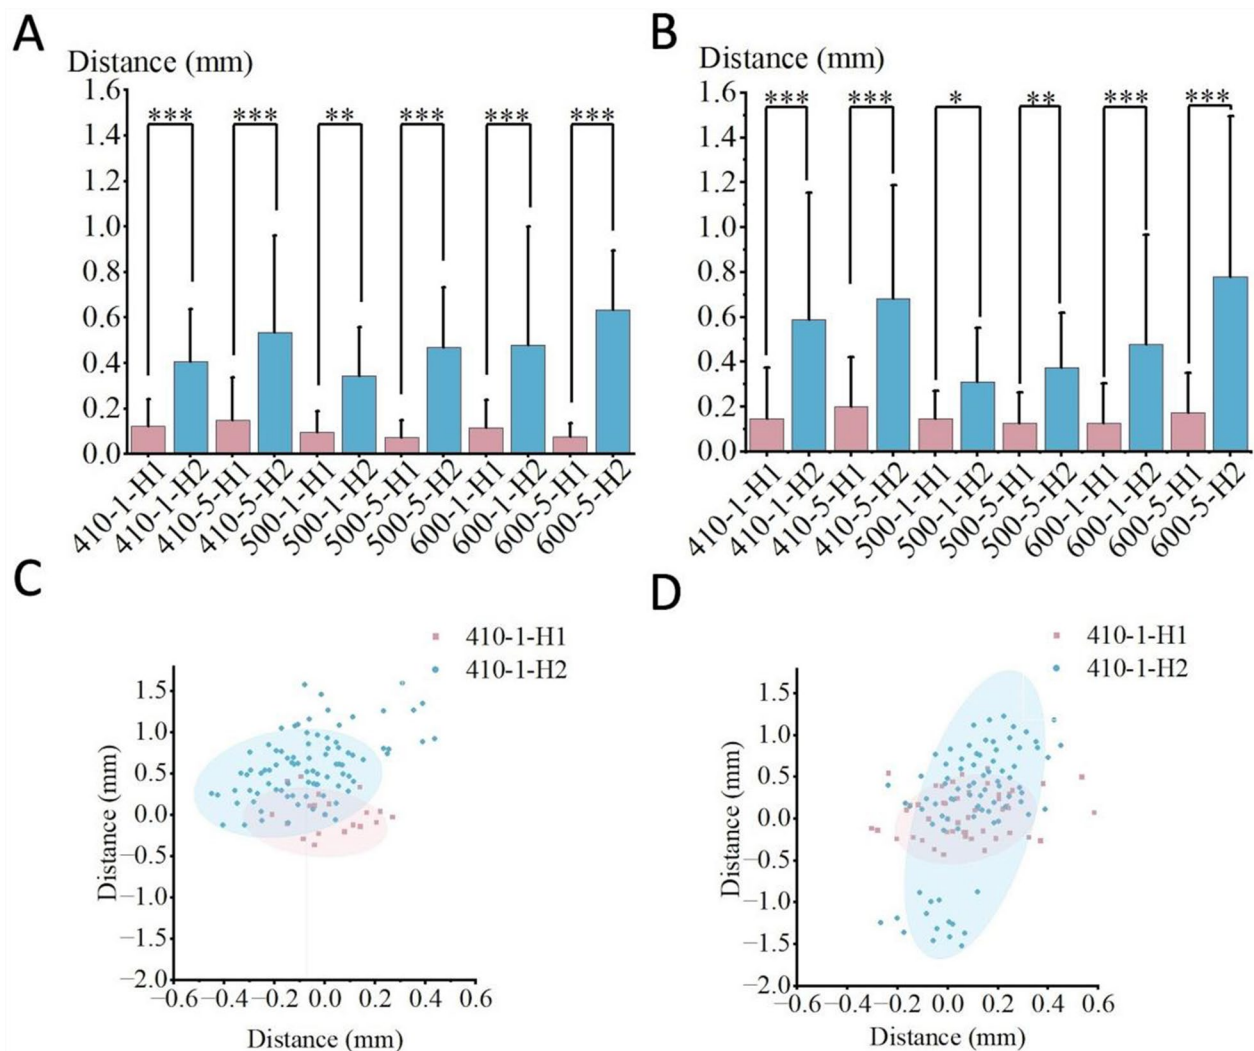 A
Distance (mm)
1.6
1.4
1.2
1.0
0.8
0.6
0.4
0.2
0.0
*** *** ** *** *** ***
410-1-H1
410-1-H2
410-5-H1
410-5-H2
500-1-H1
500-1-H2
500-5-H1
500-5-H2
600-1-H1
600-1-H2
600-5-H1
600-5-H2
B
Distance (mm)
1.6
1.4
1.2
1.0
0.8
0.6
0.4
0.2
0.0
*** *** * ** *** ***
410-1-H1
410-1-H2
410-5-H1
410-5-H2
500-1-H1
500-1-H2
500-5-H1
500-5-H2
600-1-H1
600-1-H2
600-5-H1
600-5-H2
C
410-1-H1
410-1-H2
Distance (mm)
1.5
1.0
0.5
0.0
−0.5
−1.0
−1.5
−2.0
−0.6 −0.4 −0.2 0.0 0.2 0.4 0.6
Distance (mm)
D
410-1-H1
410-1-H2
Distance (mm)
1.5
1.0
0.5
0.0
−0.5
−1.0
−1.5
−2.0
−0.6 −0.4 −0.2 0.0 0.2 0.4 0.6
Distance (mm)